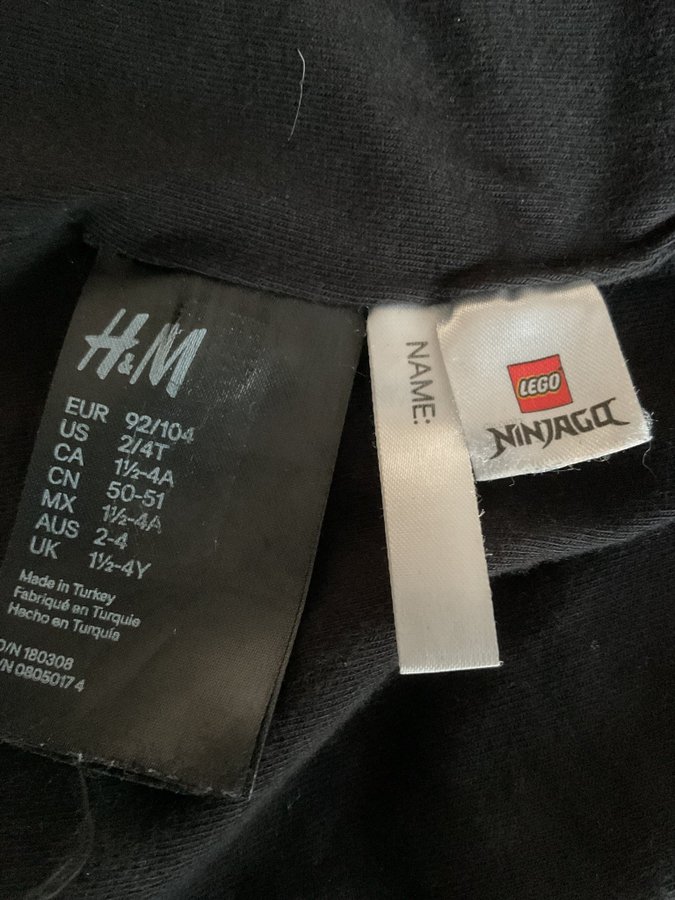 H&M
EUR 92/104
US 2/4T
CA 1½-4A
CN 50-51
MX 1½-4A
AUS 2-4
UK 1½-4Y
Made in Turkey
Fabriqué en Turquie
Hecho en Turquía
O/N 180308
/N 0805017 4
NAME:
LEGO
NINJAGO